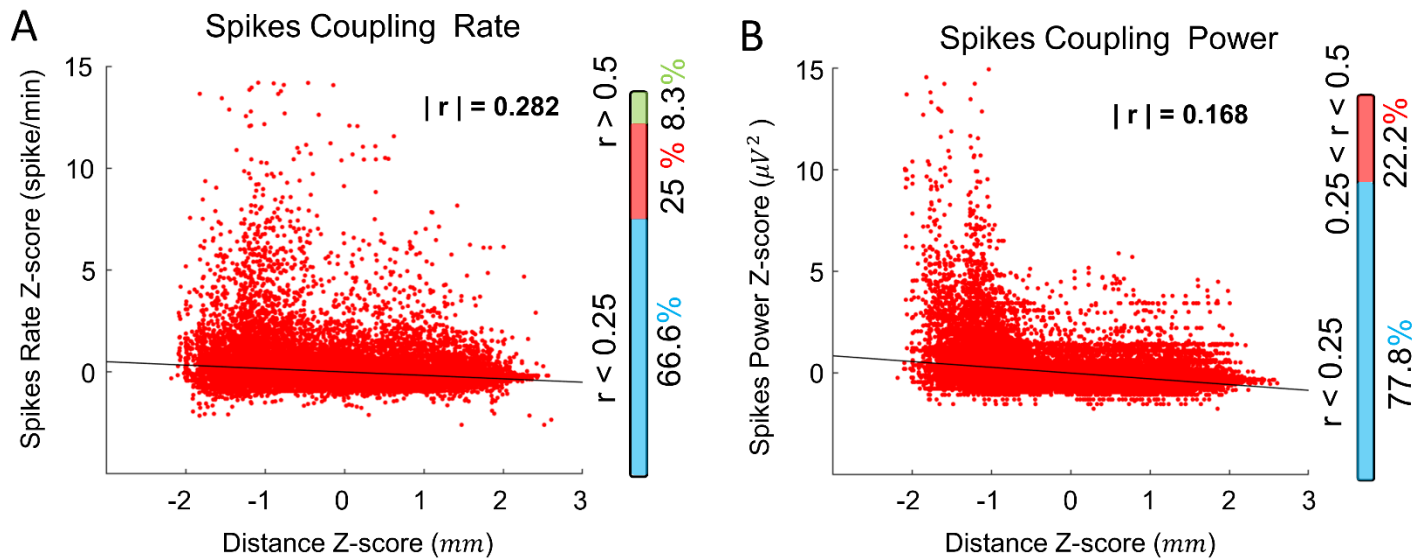 A
Spikes Coupling Rate
Spikes Rate Z-score (spike/min)
15
10
5
0
| r | = 0.282
-2 -1 0 1 2 3
Distance Z-score (mm)
r > 0.5
r < 0.25
8.3%
25 %
66.6%
B
Spikes Coupling Power
Spikes Power Z-score (μV²)
15
10
5
0
| r | = 0.168
-2 -1 0 1 2 3
Distance Z-score (mm)
0.25 < r < 0.5
r < 0.25
22.2%
77.8%